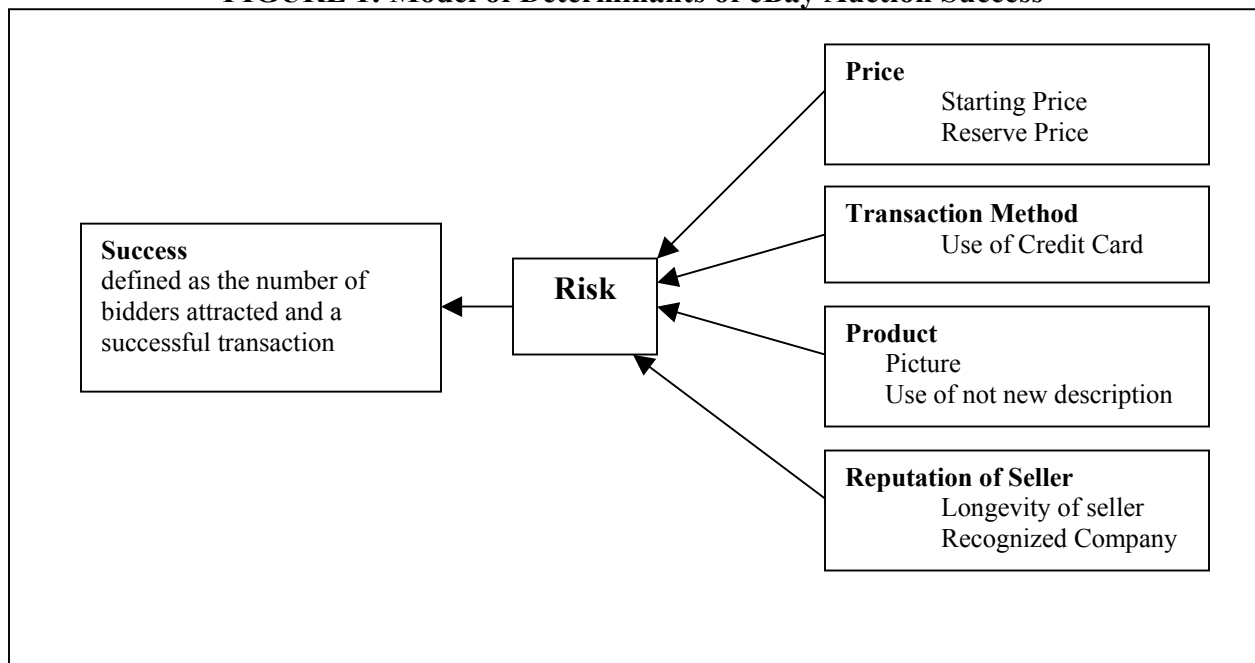 FIGURE 1: Model of Determinants of eBay Auction Success
Price
Starting Price
Reserve Price
Transaction Method
Use of Credit Card
Success
defined as the number of
bidders attracted and a
successful transaction
Risk
Product
Picture
Use of not new description
Reputation of Seller
Longevity of seller
Recognized Company